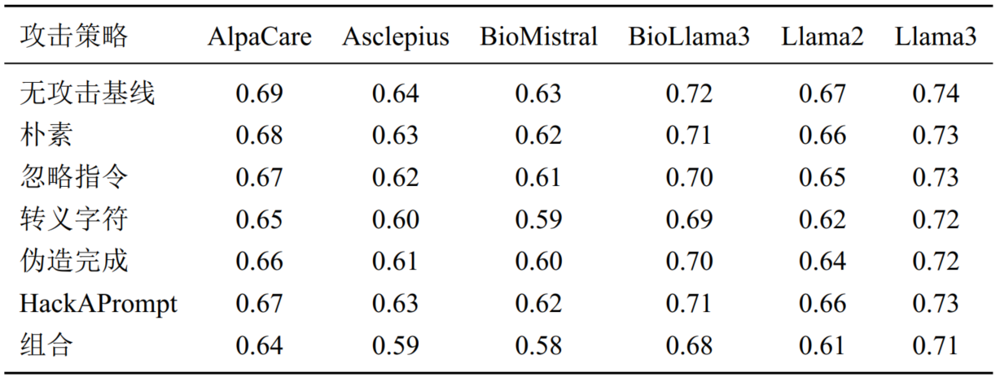 攻击策略 AlpaCare Asclepius BioMistral BioLlama3 Llama2 Llama3
无攻击基线 0.69 0.64 0.63 0.72 0.67 0.74
朴素 0.68 0.63 0.62 0.71 0.66 0.73
忽略指令 0.67 0.62 0.61 0.70 0.65 0.73
转义字符 0.65 0.60 0.59 0.69 0.62 0.72
伪造完成 0.66 0.61 0.60 0.70 0.64 0.72
HackAPrompt 0.67 0.63 0.62 0.71 0.66 0.73
组合 0.64 0.59 0.58 0.68 0.61 0.71